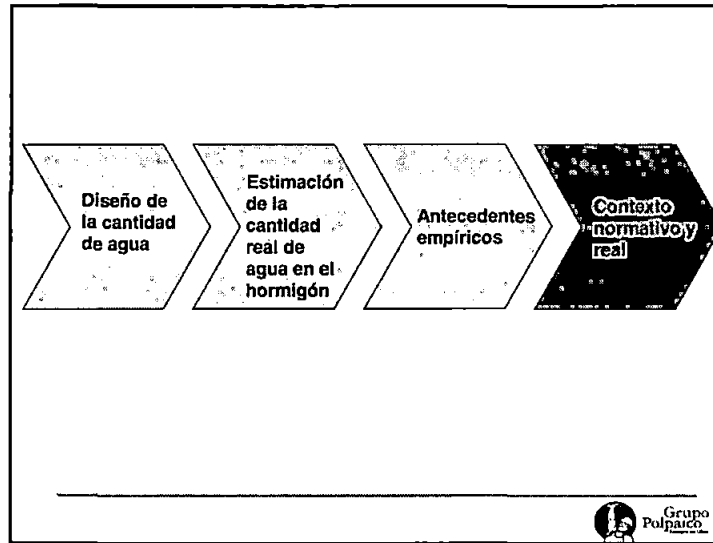 Diseño de
la cantidad
de agua
Estimación
de la
cantidad
real de
agua en el
hormigón
Antecedentes
empíricos
Contexto
normativo y
real
Grupo
Polpaico